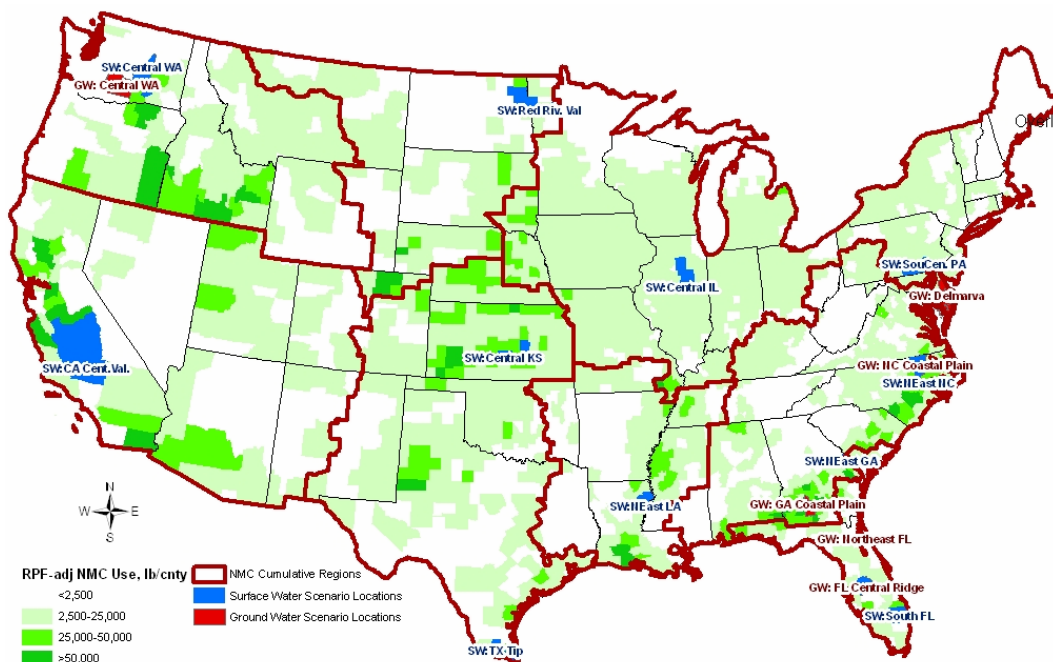 SW:Central WA
GW: Central WA
SW:Red Riv. Val
SW:SouCen. PA
SW:Central IL
GW: Delmarva
SW:Central KS
GW: NC Coastal Plain
SW:CA Cent.Val.
SW:NEast NC
SW:NEast GA
SW:NEast LA
GW: GA Coastal Plain
GW: Northeast FL
GW: FL Central Ridge
SW:South FL
SW:TX Tip
N
W E
S
RPF-adj NMC Use, lb/cnty
<2,500
2,500-25,000
25,000-50,000
>50,000
NMC Cumulative Regions
Surface Water Scenario Locations
Ground Water Scenario Locations